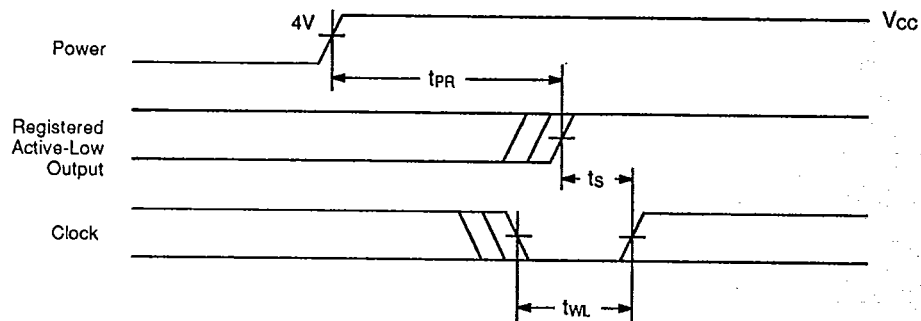 4V
VCC
Power
tPR
Registered
Active-Low
Output
tS
Clock
tWL